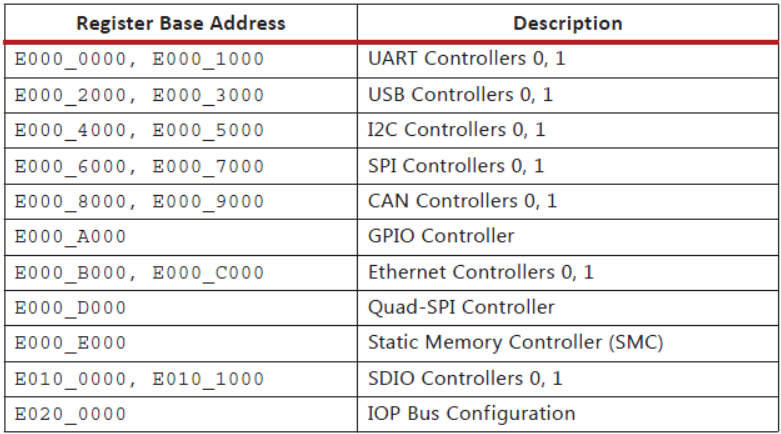 Register Base Address Description
E000_0000, E000_1000 UART Controllers 0, 1
E000_2000, E000_3000 USB Controllers 0, 1
E000_4000, E000_5000 I2C Controllers 0, 1
E000_6000, E000_7000 SPI Controllers 0, 1
E000_8000, E000_9000 CAN Controllers 0, 1
E000_A000 GPIO Controller
E000_B000, E000_C000 Ethernet Controllers 0, 1
E000_D000 Quad-SPI Controller
E000_E000 Static Memory Controller (SMC)
E010_0000, E010_1000 SDIO Controllers 0, 1
E020_0000 IOP Bus Configuration